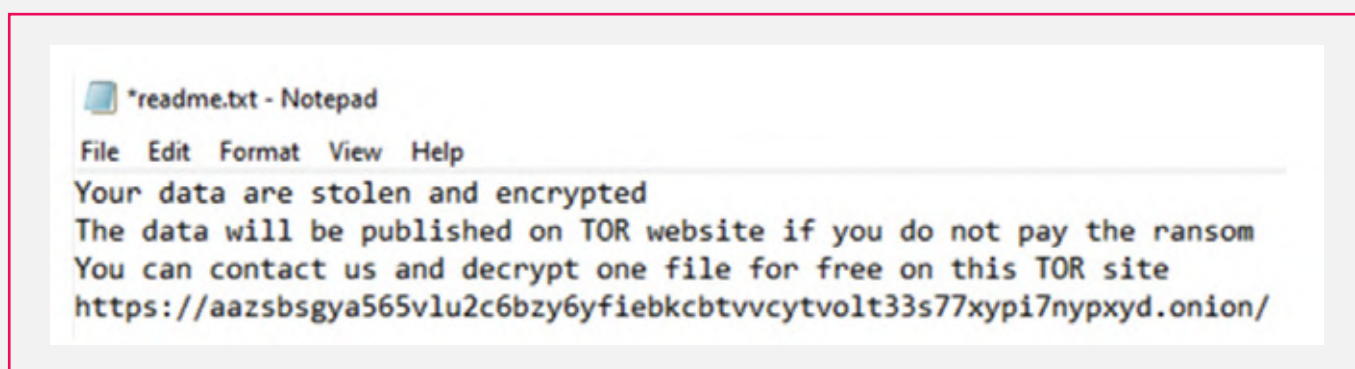 *readme.txt - Notepad
File Edit Format View Help
Your data are stolen and encrypted
The data will be published on TOR website if you do not pay the ransom
You can contact us and decrypt one file for free on this TOR site
https://aazsbsgya565vlu2c6bzy6yfiebkcbtvvcytvolt33s77xypi7nypxyd.onion/